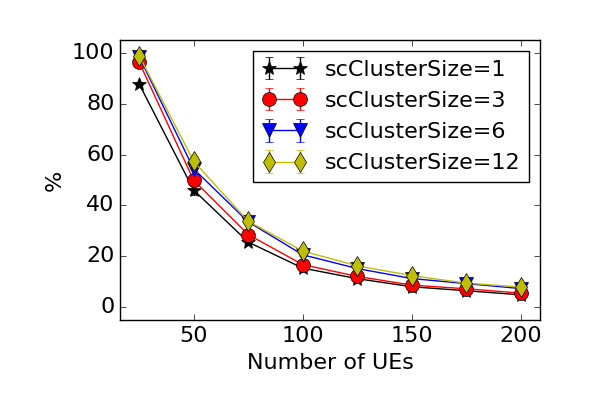 100
80
60
40
20
0
%
scClusterSize=1
scClusterSize=3
scClusterSize=6
scClusterSize=12
50 100 150 200
Number of UEs